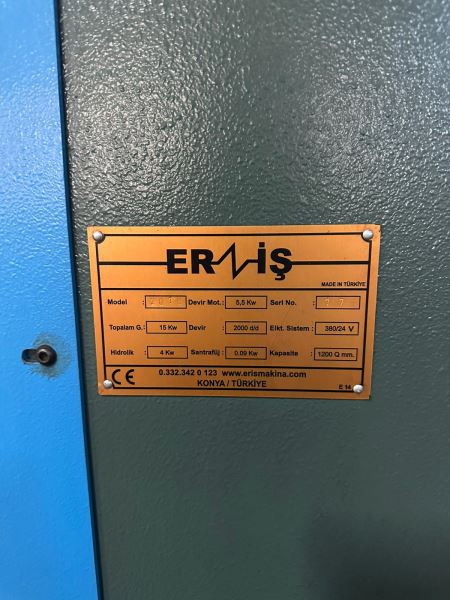 ERİŞ
MADE IN TÜRKİYE
Model : Devir Mot.: 5,5 Kw Seri No. :
Topalam G.: 15 Kw Devir : 2000 d/d Elkt. Sistem : 380/24 V
Hidrolik : 4 Kw Santrafüj : 0.09 Kw Kapasite : 1200 Q mm.
CE 0.332.342 0 123 www.erismakina.com
KONYA / TÜRKİYE
E 14